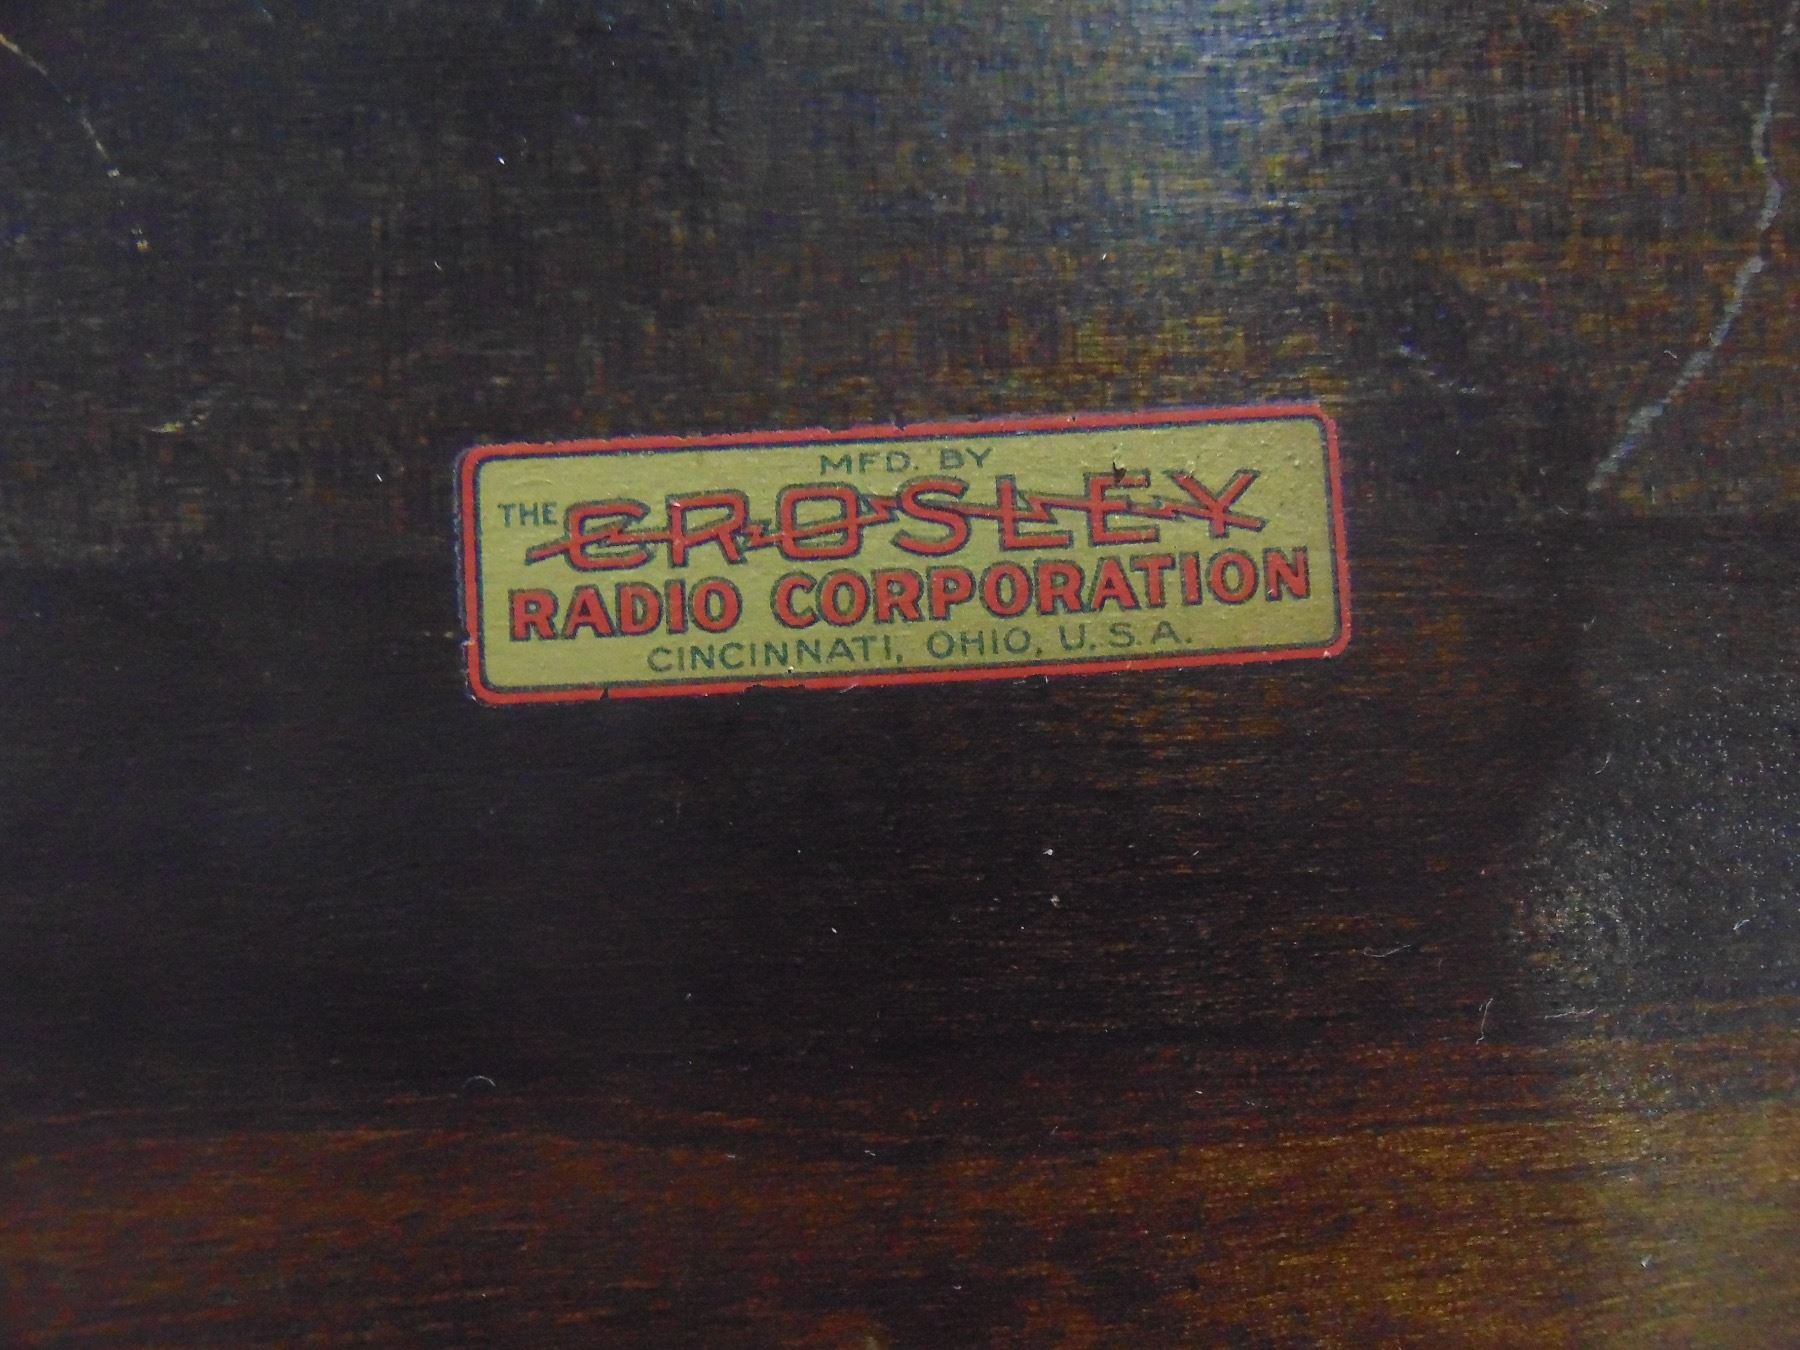 MFD. BY
THE CROSLEY
RADIO CORPORATION
CINCINNATI, OHIO, U.S.A.